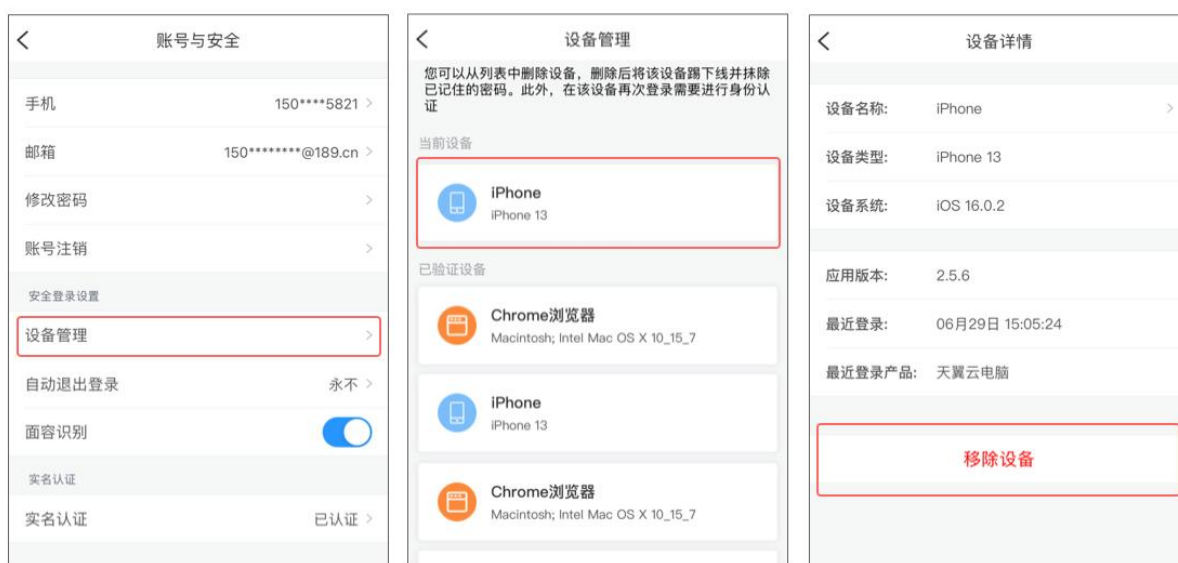 账号与安全
手机 150****5821
邮箱 150********@189.cn
修改密码
账号注销
安全登录设置
设备管理
自动退出登录 永不
面容识别
实名认证
实名认证 已认证
设备管理
您可以从列表中删除设备，删除后将该设备踢下线并抹除
已记住的密码。此外，在该设备再次登录需要进行身份认
证
当前设备
iPhone
iPhone 13
已验证设备
Chrome浏览器
Macintosh; Intel Mac OS X 10_15_7
iPhone
iPhone 13
Chrome浏览器
Macintosh; Intel Mac OS X 10_15_7
设备详情
设备名称: iPhone
设备类型: iPhone 13
设备系统: iOS 16.0.2
应用版本: 2.5.6
最近登录: 06月29日 15:05:24
最近登录产品: 天翼云电脑
移除设备